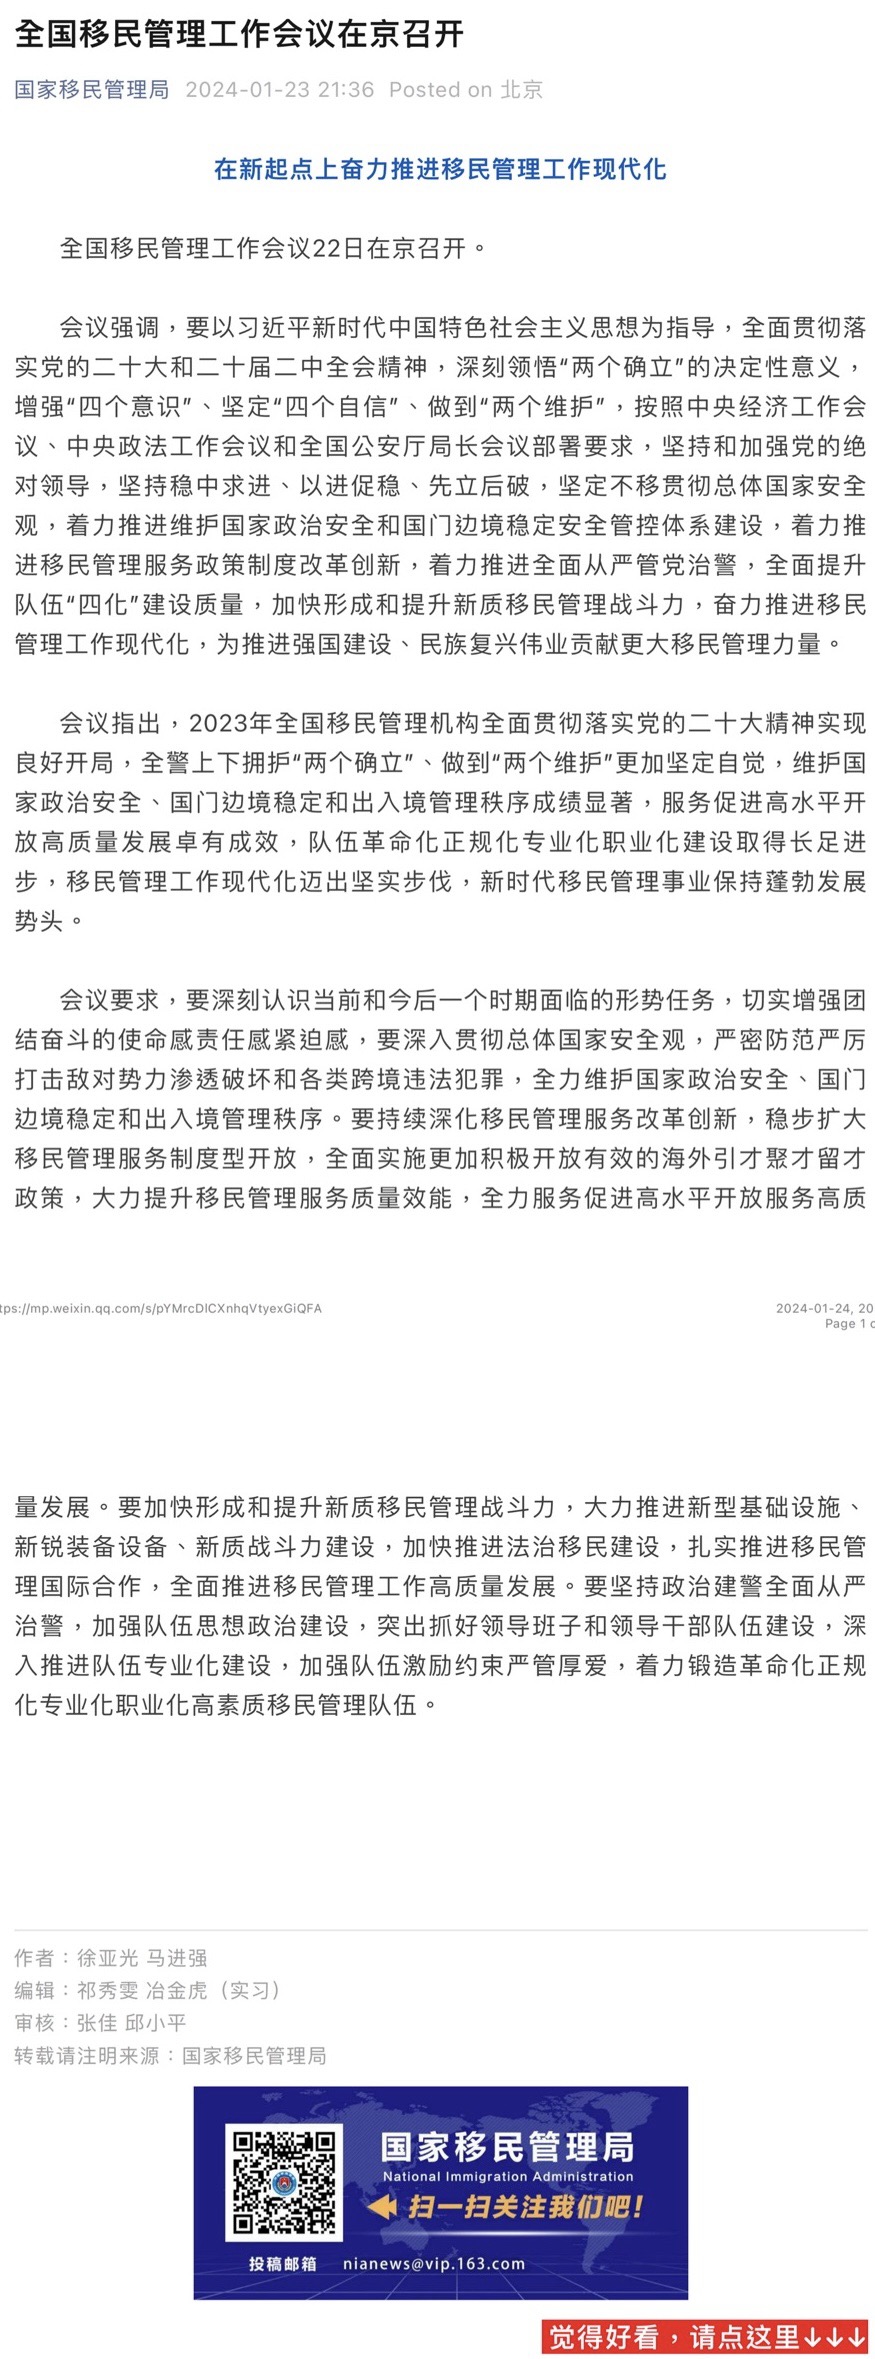 全国移民管理工作会议在京召开
国家移民管理局 2024-01-23 21:36 Posted on 北京
在新起点上奋力推进移民管理工作现代化
全国移民管理工作会议22日在京召开。
会议强调，要以习近平新时代中国特色社会主义思想为指导，全面贯彻落
实党的二十大和二十届二中全会精神，深刻领悟“两个确立”的决定性意义，
增强“四个意识”、坚定“四个自信”、做到“两个维护”，按照中央经济工作会
议、中央政法工作会议和全国公安厅局长会议部署要求，坚持和加强党的绝
对领导，坚持稳中求进、以进促稳、先立后破，坚定不移贯彻总体国家安全
观，着力推进维护国家政治安全和国门边境稳定安全管控体系建设，着力推
进移民管理服务政策制度改革创新，着力推进全面从严管党治警，全面提升
队伍“四化”建设质量，加快形成和提升新质移民管理战斗力，奋力推进移民
管理工作现代化，为推进强国建设、民族复兴伟业贡献更大移民管理力量。
会议指出，2023年全国移民管理机构全面贯彻落实党的二十大精神实现
良好开局，全警上下拥护“两个确立”、做到“两个维护”更加坚定自觉，维护国
家政治安全、国门边境稳定和出入境管理秩序成绩显著，服务促进高水平开
放高质量发展卓有成效，队伍革命化正规化专业化职业化建设取得长足进
步，移民管理工作现代化迈出坚实步伐，新时代移民管理事业保持蓬勃发展
势头。
会议要求，要深刻认识当前和今后一个时期面临的形势任务，切实增强团
结奋斗的使命感责任感紧迫感，要深入贯彻总体国家安全观，严密防范严厉
打击敌对势力渗透破坏和各类跨境违法犯罪，全力维护国家政治安全、国门
边境稳定和出入境管理秩序。要持续深化移民管理服务改革创新，稳步扩大
移民管理服务制度型开放，全面实施更加积极开放有效的海外引才聚才留才
政策，大力提升移民管理服务质量效能，全力服务促进高水平开放服务高质
tps://mp.weixin.qq.com/s/pYMrcDlCXnhqVtyexGiQFA
2024-01-24, 20
Page 1 o
量发展。要加快形成和提升新质移民管理战斗力，大力推进新型基础设施、
新锐装备设备、新质战斗力建设，加快推进法治移民建设，扎实推进移民管
理国际合作，全面推进移民管理工作高质量发展。要坚持政治建警全面从严
治警，加强队伍思想政治建设，突出抓好领导班子和领导干部队伍建设，深
入推进队伍专业化建设，加强队伍激励约束严管厚爱，着力锻造革命化正规
化专业化职业化高素质移民管理队伍。
作者：徐亚光 马进强
编辑：祁秀雯 冶金虎（实习）
审核：张佳 邱小平
转载请注明来源：国家移民管理局
国家移民管理局
National Immigration Administration
扫一扫关注我们吧！
投稿邮箱 nianews@vip.163.com
觉得好看，请点这里↓↓↓